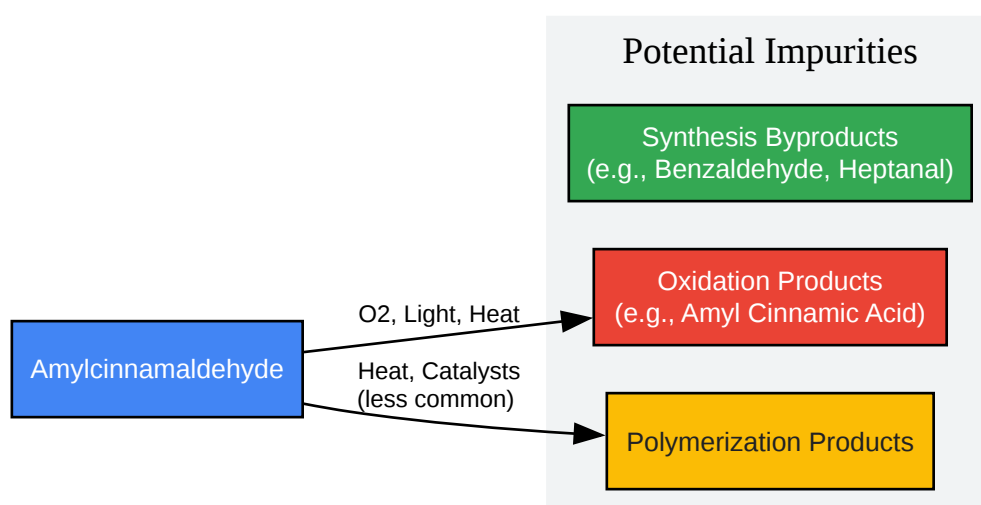 Potential Impurities
Synthesis Byproducts
(e.g., Benzaldehyde, Heptanal)
Oxidation Products
(e.g., Amyl Cinnamic Acid)
O2, Light, Heat
Amylcinnamaldehyde
Heat, Catalysts
(less common)
Polymerization Products